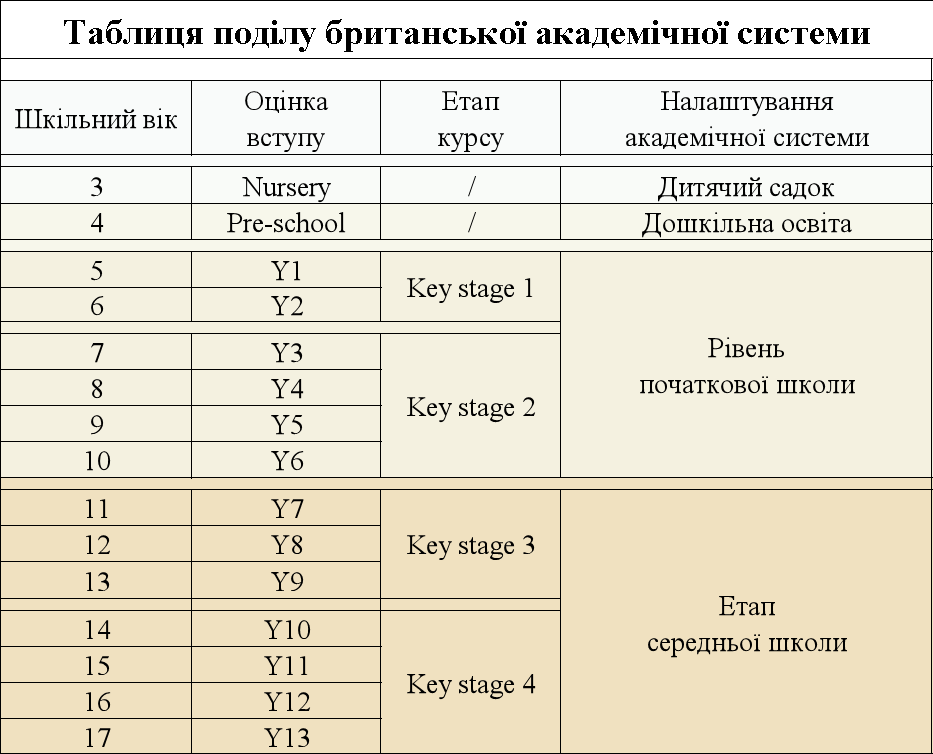 Таблиця поділу британської академічної системи
Шкільний вік
Оцінка
вступу
Етап
курсу
Налаштування
академічної системи
3 Nursery / Дитячий садок
4 Pre-school / Дошкільна освіта
5 Y1
Key stage 1
6 Y2
7 Y3
8 Y4
Key stage 2
9 Y5
10 Y6
Рівень
початкової школи
11 Y7
12 Y8
Key stage 3
13 Y9
14 Y10
15 Y11
Key stage 4
16 Y12
17 Y13
Етап
середньої школи